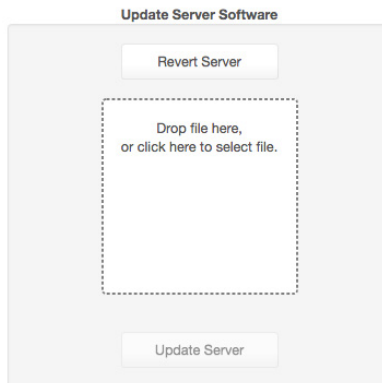 Update Server Software
Revert Server
Drop file here,
or click here to select file.
Update Server